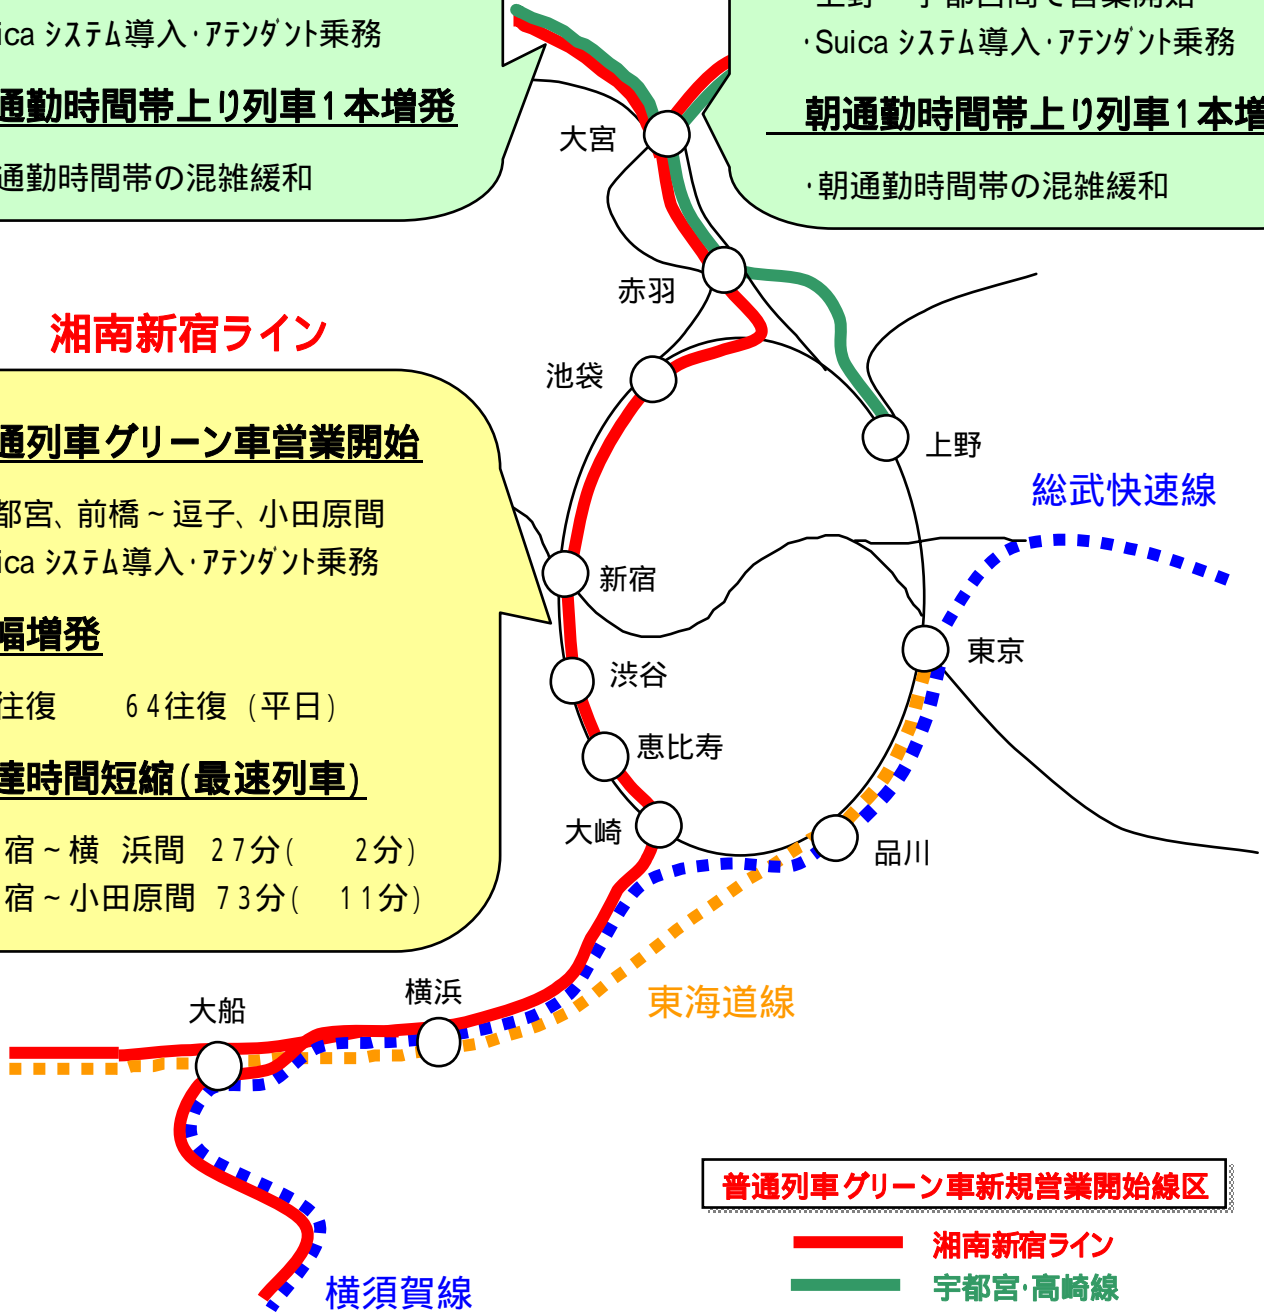 ica システム導入・アテンダント乗務
通勤時間帯上り列車1本増発
通勤時間帯の混雑緩和
・Suica システム導入・アテンダント乗務
朝通勤時間帯上り列車1本増
・朝通勤時間帯の混雑緩和
大宮
赤羽
池袋
上野
湘南新宿ライン
通列車グリーン車営業開始
都宮、前橋~逗子、小田原間
ica システム導入・アテンダント乗務
幅増発
往復 64往復 (平日)
達時間短縮(最速列車)
宿~横 浜間 27分( 2分)
宿~小田原間 73分( 11分)
総武快速線
新宿
東京
渋谷
恵比寿
大崎
品川
東海道線
横浜
大船
横須賀線
普通列車グリーン車新規営業開始線区
湘南新宿ライン
宇都宮・高崎線